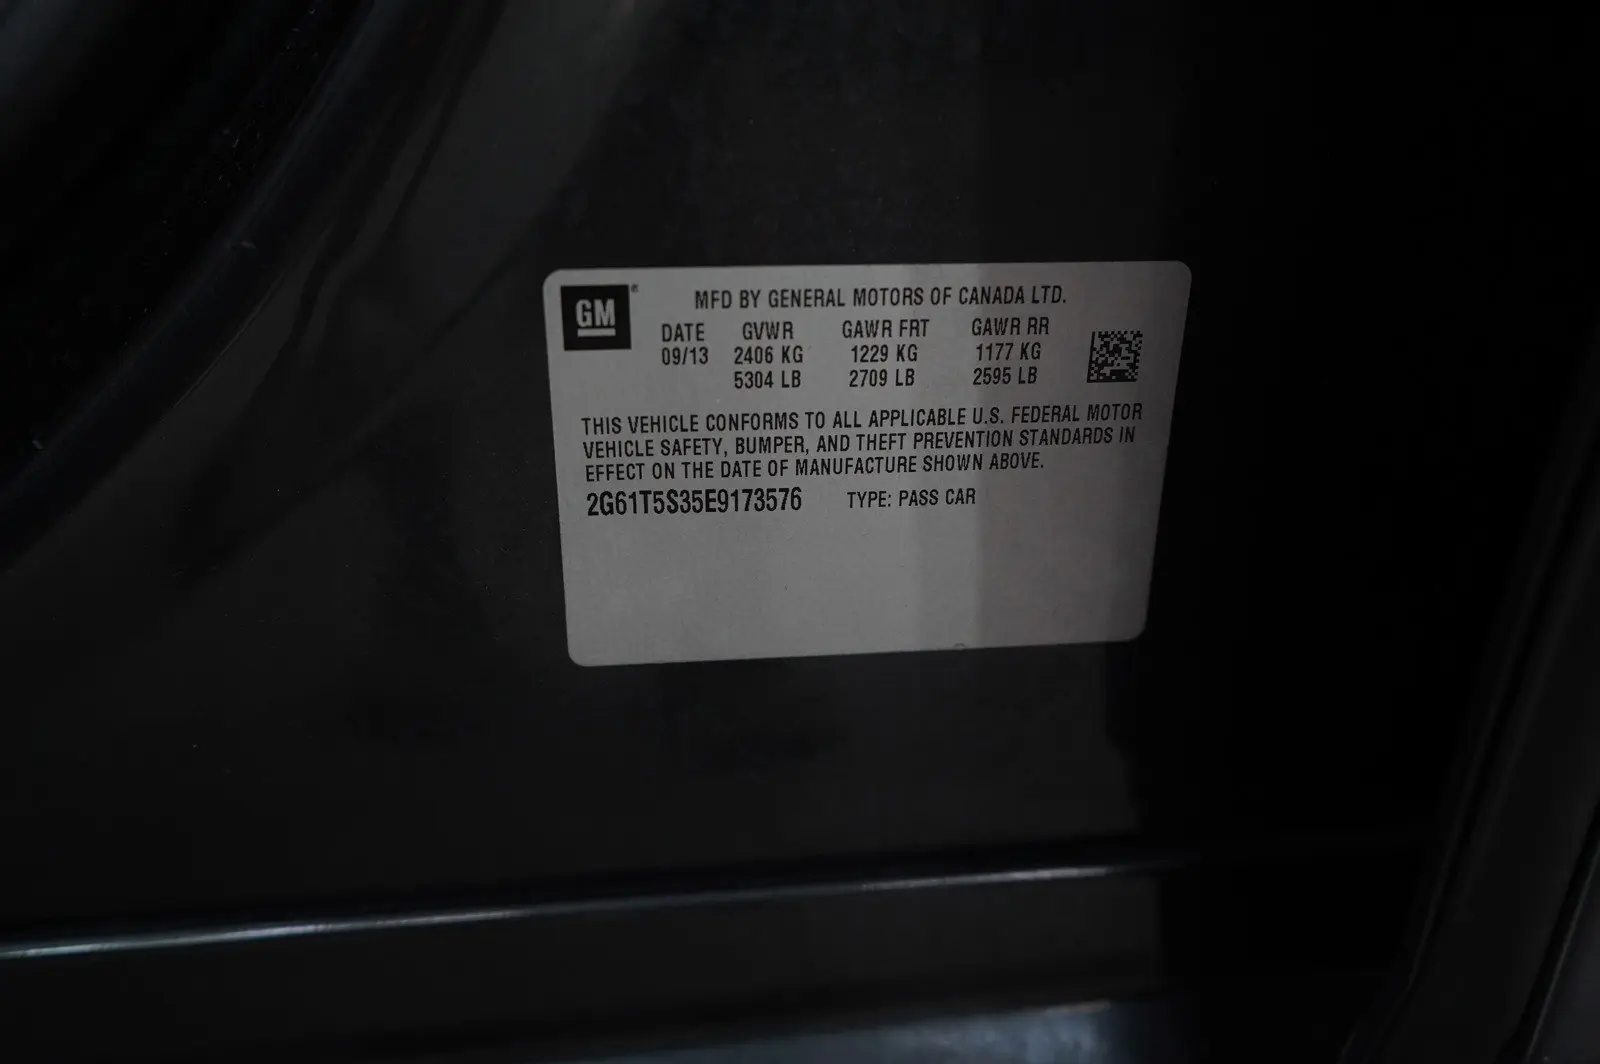 GM
MFD BY GENERAL MOTORS OF CANADA LTD.
DATE GVWR GAWR FRT GAWR RR
09/13 2406 KG 1229 KG 1177 KG
5304 LB 2709 LB 2595 LB
THIS VEHICLE CONFORMS TO ALL APPLICABLE U.S. FEDERAL MOTOR
VEHICLE SAFETY, BUMPER, AND THEFT PREVENTION STANDARDS IN
EFFECT ON THE DATE OF MANUFACTURE SHOWN ABOVE.
2G61T5S35E9173576 TYPE: PASS CAR